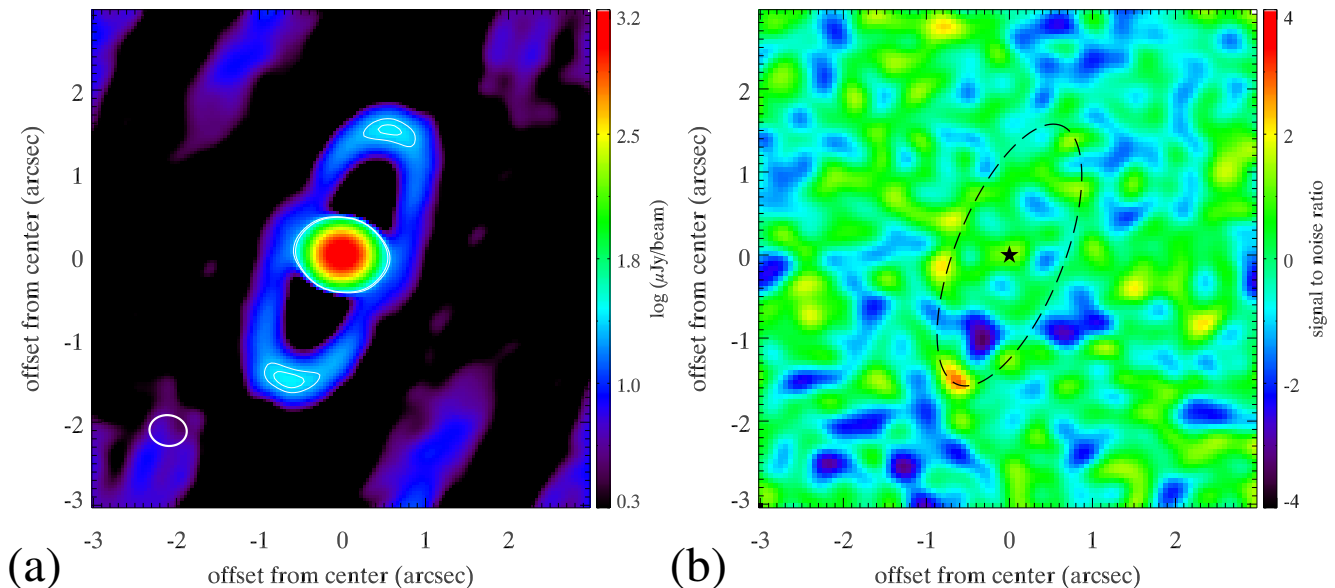 3.2
2.5
1.8
1.0
0.3
log (μJy/beam)
2
1
0
-1
-2
-3
offset from center (arcsec)
-3 -2 -1 0 1 2
offset from center (arcsec)
(a)
4
2
0
-2
-4
signal to noise ratio
2
1
0
-1
-2
-3
offset from center (arcsec)
-3 -2 -1 0 1 2
offset from center (arcsec)
(b)